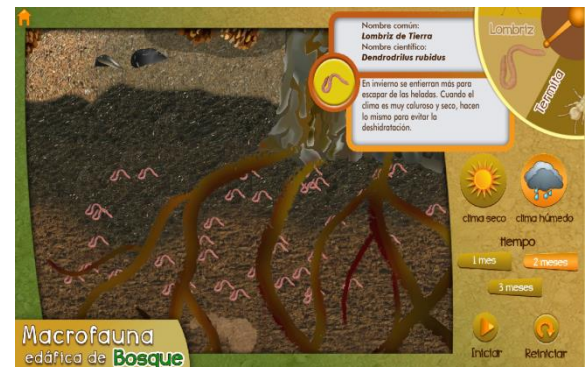 Nombre común:
Lombriz de Tierra
Nombre científico:
Dendrodrilus rubidus
En invierno se entierran más para
escapar de las heladas. Cuando el
clima es muy caluroso y seco, hacen
lo mismo para evitar la
deshidratación.
Lombriz
Termita
clima seco
clima húmedo
tiempo
1 mes
2 meses
3 meses
Iniciar
Reiniciar
Macrofauna
edáfica de Bosque